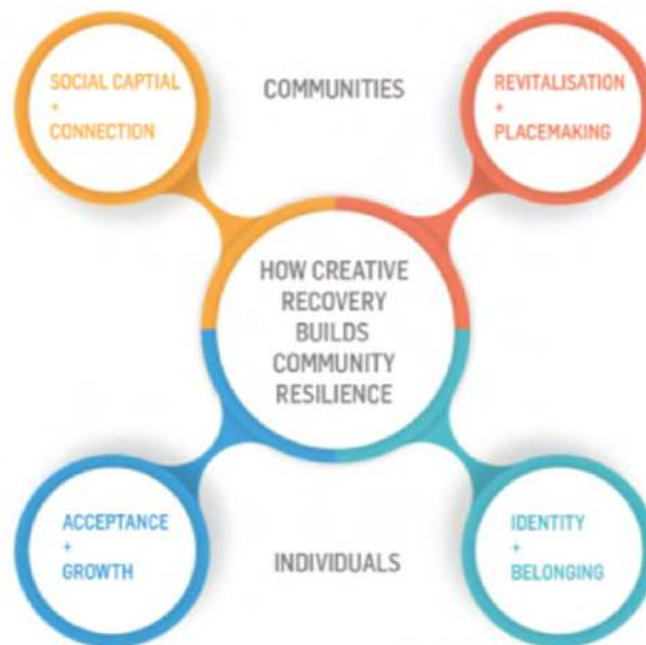 SOCIAL CAPTIAL
+
CONNECTION
COMMUNITIES
REVITALISATION
+
PLACEMAKING
HOW CREATIVE
RECOVERY
BUILDS
COMMUNITY
RESILIENCE
ACCEPTANCE
+
GROWTH
INDIVIDUALS
IDENTITY
+
BELONGING